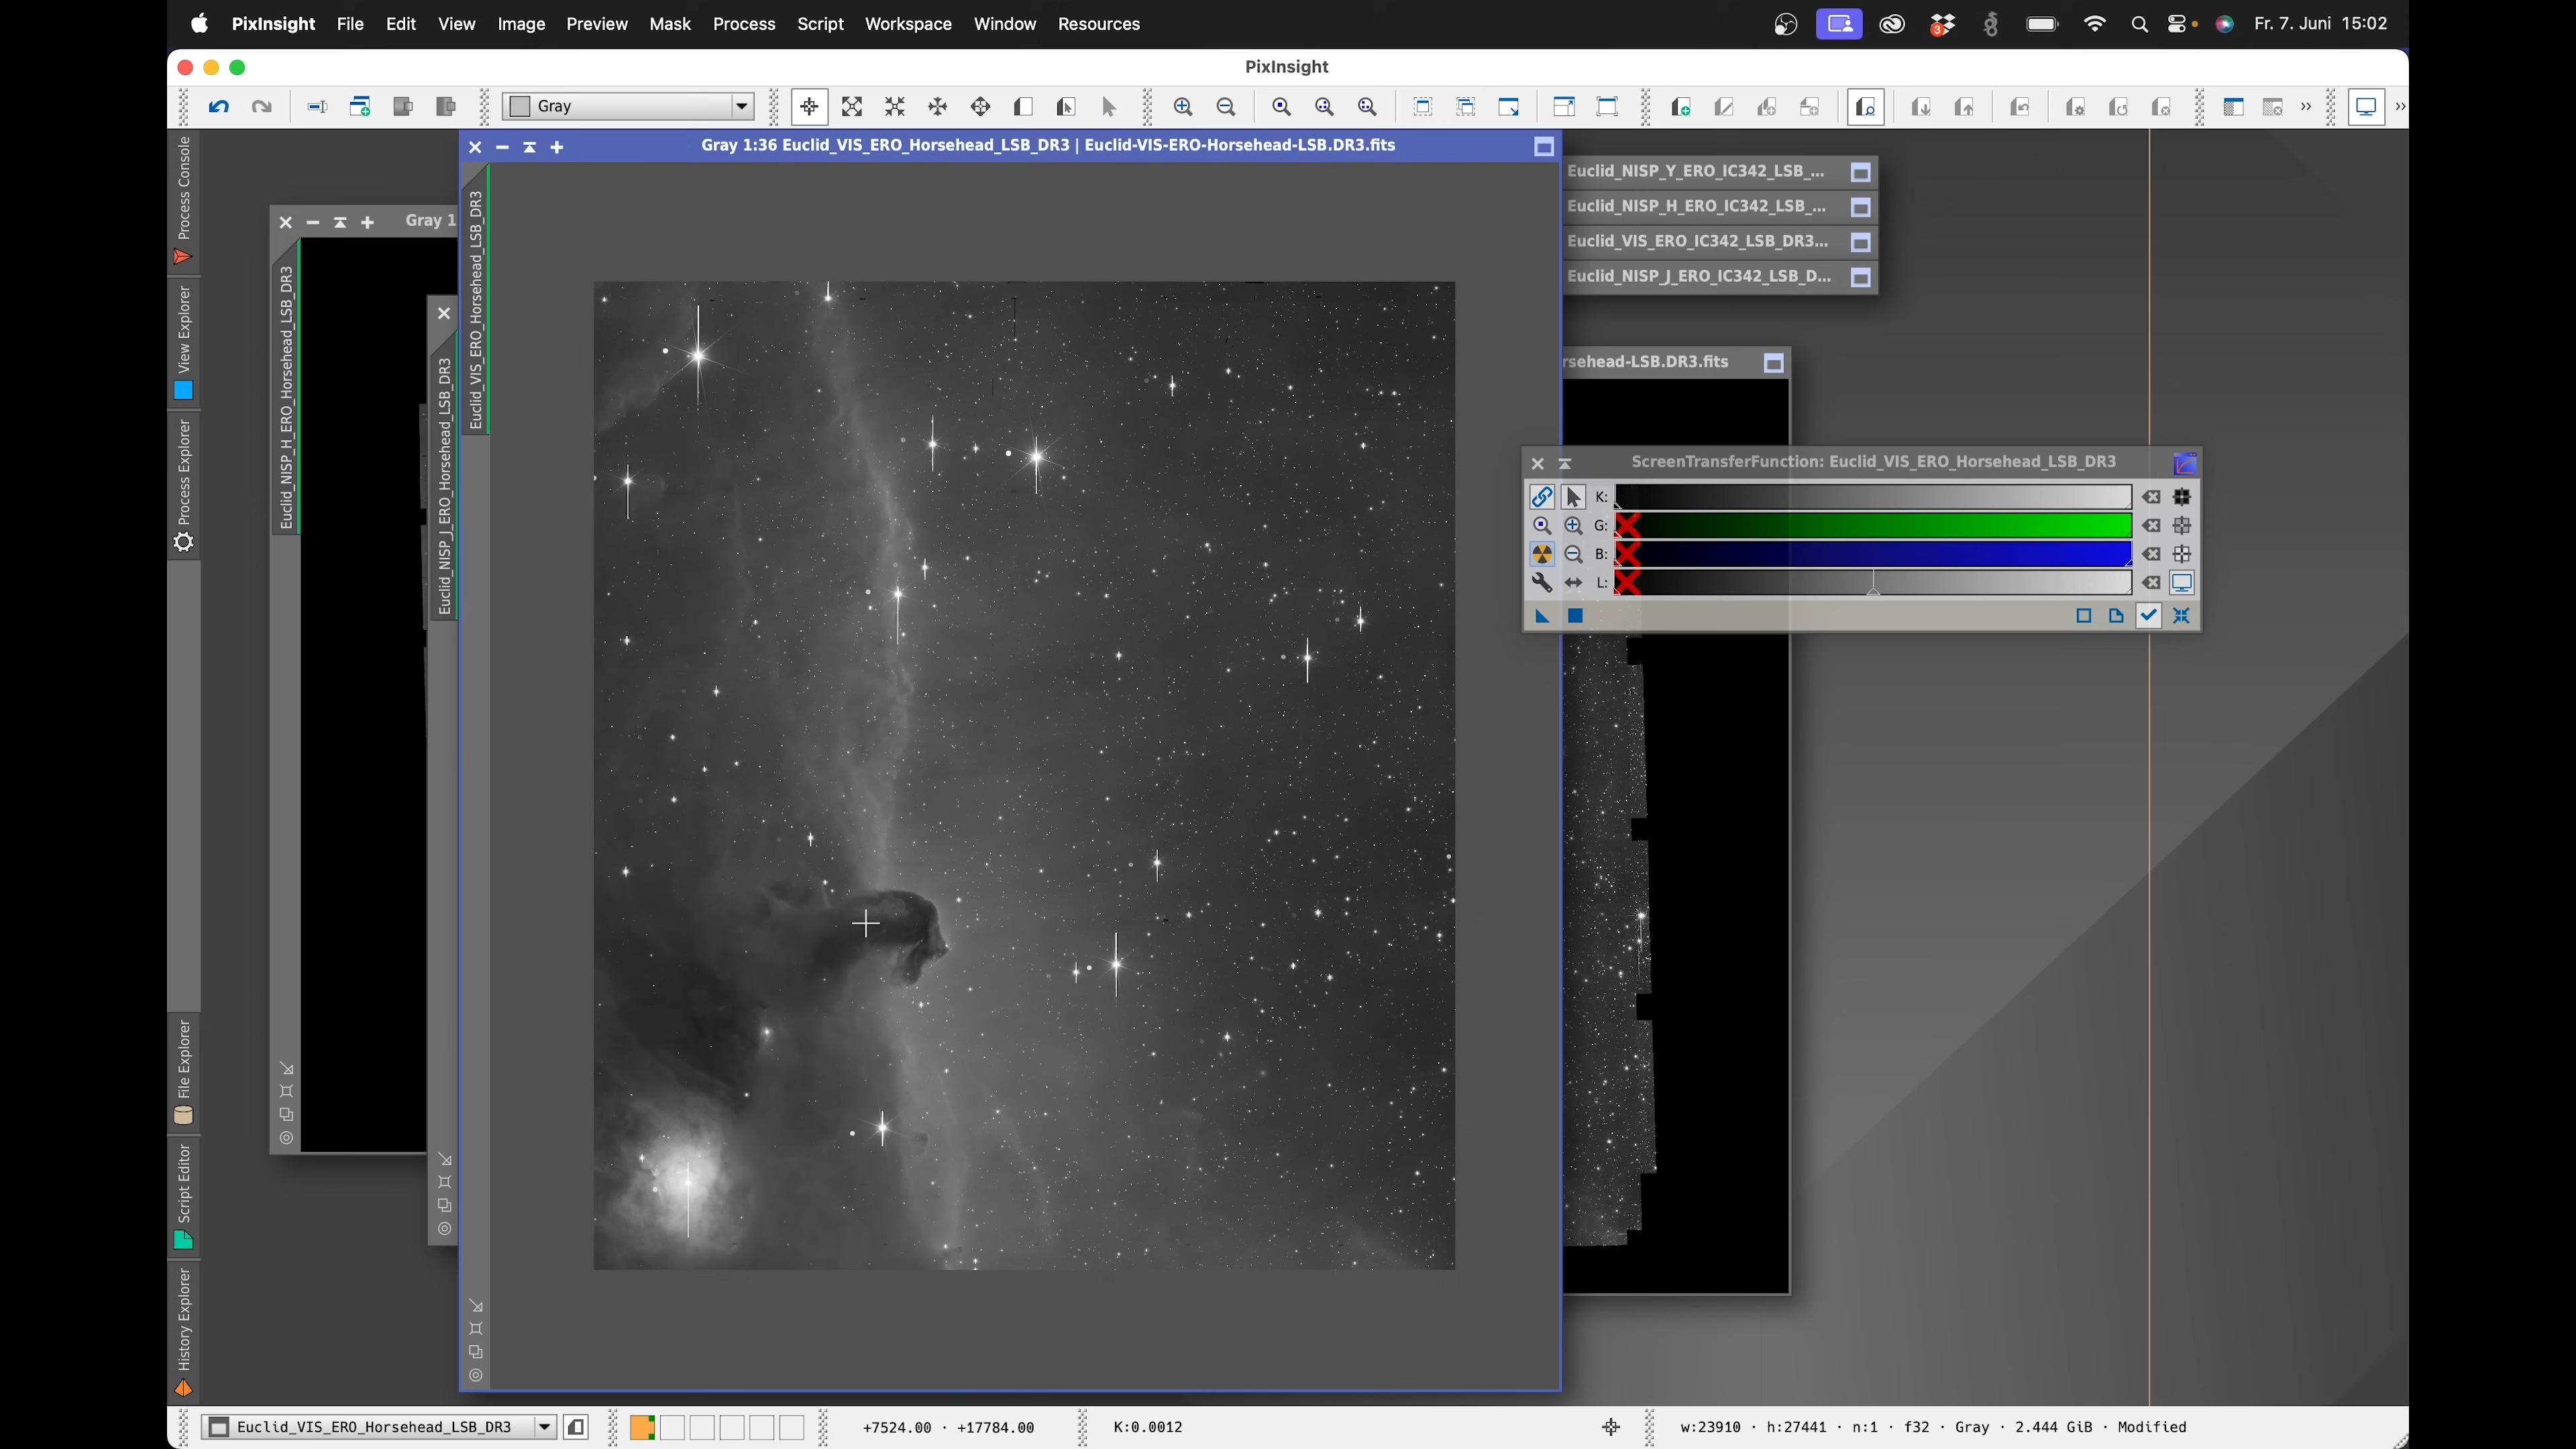 PixInsight File Edit View Image Preview Mask Process Script Workspace Window Resources
3
Fr. 7. Juni 15:02
PixInsight
Gray
Process Console
View Explorer
Process Explorer
File Explorer
Script Editor
History Explorer
Gray 1
Euclid_NISP_H_ERO_Horsehead_LSB_DR3
Euclid_NISP_J_ERO_Horsehead_LSB_DR3
Gray 1:36 Euclid_VIS_ERO_Horsehead_LSB_DR3 | Euclid-VIS-ERO-Horsehead-LSB.DR3.fits
Euclid_VIS_ERO_Horsehead_LSB_DR3
Euclid_NISP_Y_ERO_IC342_LSB_...
Euclid_NISP_H_ERO_IC342_LSB_...
Euclid_VIS_ERO_IC342_LSB_DR3...
Euclid_NISP_J_ERO_IC342_LSB_D...
rsehead-LSB.DR3.fits
ScreenTransferFunction: Euclid_VIS_ERO_Horsehead_LSB_DR3
K:
G:
B:
L:
Euclid_VIS_ERO_Horsehead_LSB_DR3
+7524.00 · +17784.00
K:0.0012
w:23910 · h:27441 · n:1 · f32 · Gray · 2.444 GiB · Modified